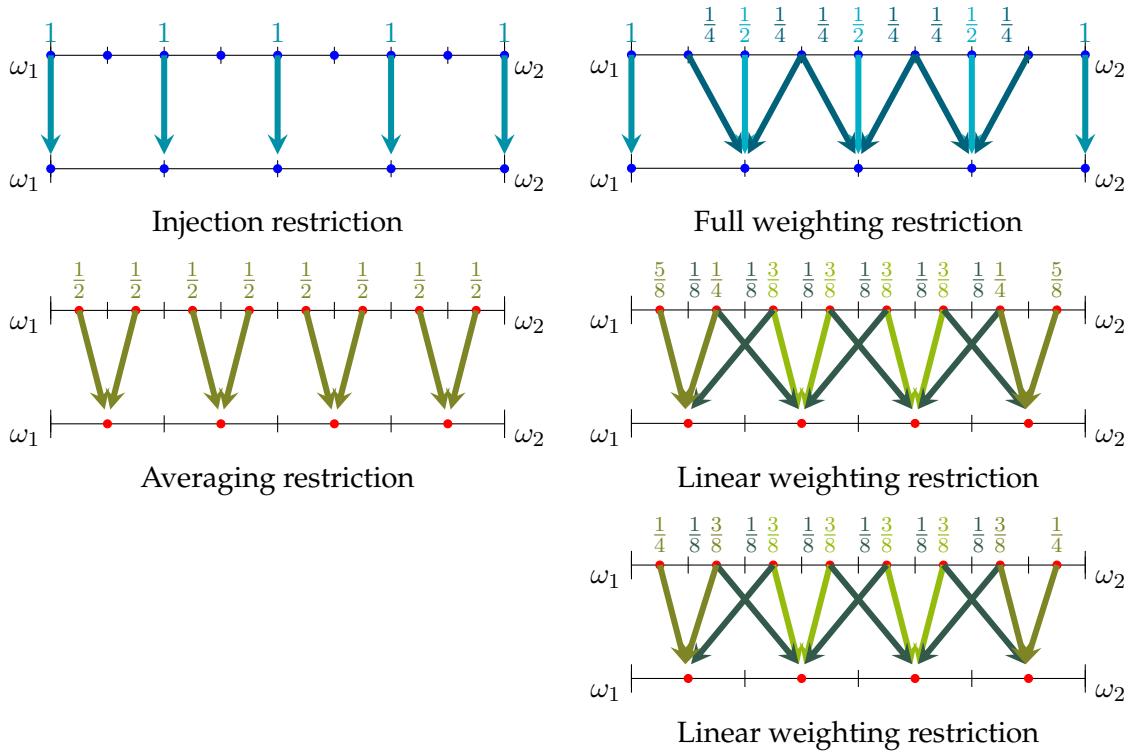 1 1 1 1 1
ω₁ ω₂
ω₁ ω₂
Injection restriction
1 1/4 1/2 1/4 1/4 1/2 1/4 1/4 1/2 1/4 1
ω₁ ω₂
ω₁ ω₂
Full weighting restriction
1/2 1/2 1/2 1/2 1/2 1/2 1/2 1/2
ω₁ ω₂
ω₁ ω₂
Averaging restriction
5/8 1/8 1/4 3/8 1/8 3/8 1/8 3/8 1/8 3/8 1/8 1/4 5/8
ω₁ ω₂
ω₁ ω₂
Linear weighting restriction
1/4 1/8 3/8 3/8 1/8 3/8 1/8 3/8 1/8 3/8 1/8 3/8 1/4
ω₁ ω₂
ω₁ ω₂
Linear weighting restriction